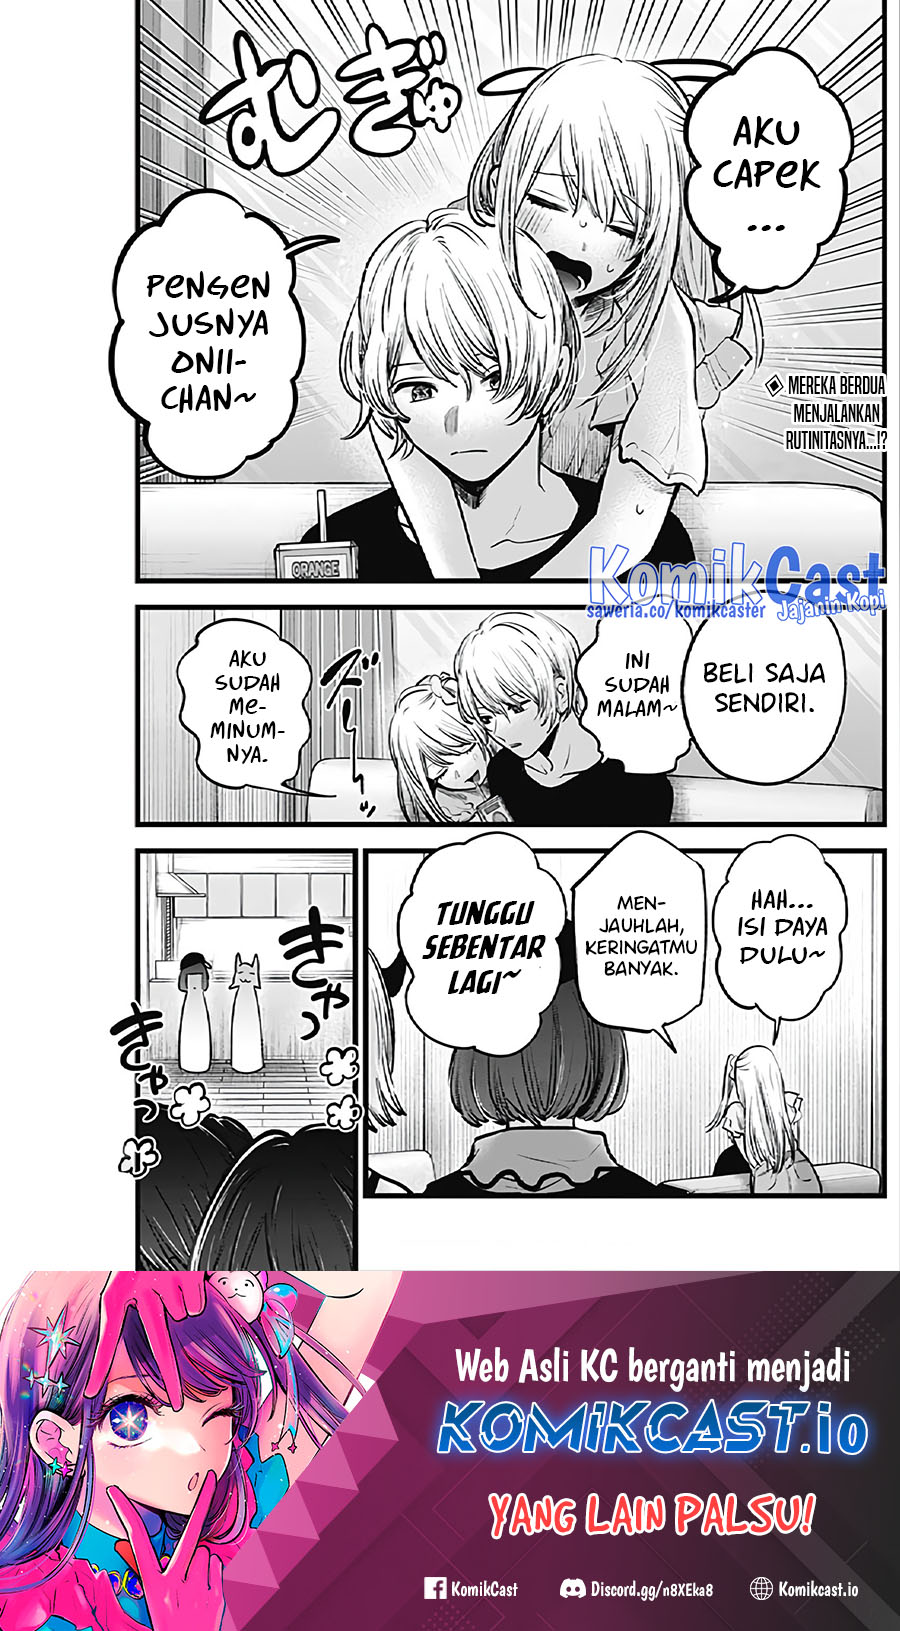 むぎゅ
AKU
CAPEK
...
PENGEN
JUSNYA
ONII-
CHAN~
MEREKA BERDUA
MENJALANKAN
RUTINITASNYA...!?
ORANGE
KomikCast
saweria.co/komikcaster Jajanin Kopi
BELI SAJA
SENDIRI.
INI
SUDAH
MALAM~
AKU
SUDAH
ME-
MINUM-
NYA.
ズズー
HAH...
ISI DAYA
DULU~
MEN-
JAUHLAH,
KERINGATMU
BANYAK.
TUNGGU
SEBENTAR
LAGI~
きゃっ
きゃっ
Web Asli KC berganti menjadi
KOMIKCAST.io
YANG LAIN PALSU!
KomikCast
Discord.gg/n8XEka8
Komikcast.io